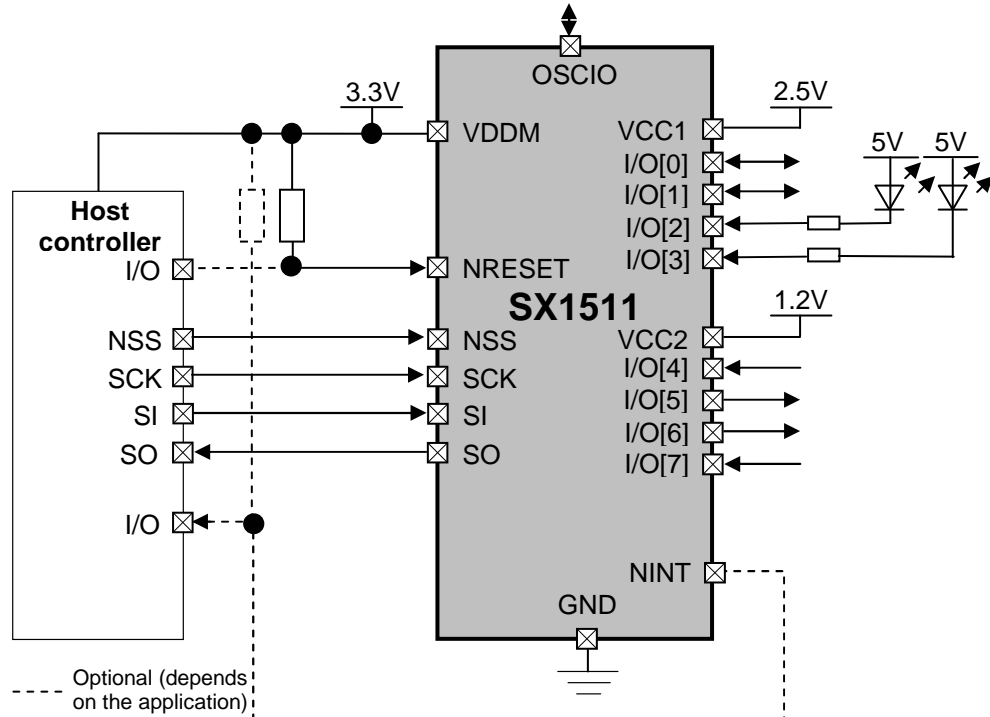 OSCIO
3.3V
2.5V
VDDM
VCC1
5V
5V
I/O[0]
I/O[1]
I/O[2]
I/O[3]
Host
controller
I/O
NRESET
SX1511
1.2V
NSS
NSS
VCC2
SCK
SCK
I/O[4]
SI
SI
I/O[5]
SO
SO
I/O[6]
I/O[7]
I/O
NINT
GND
Optional (depends
on the application)